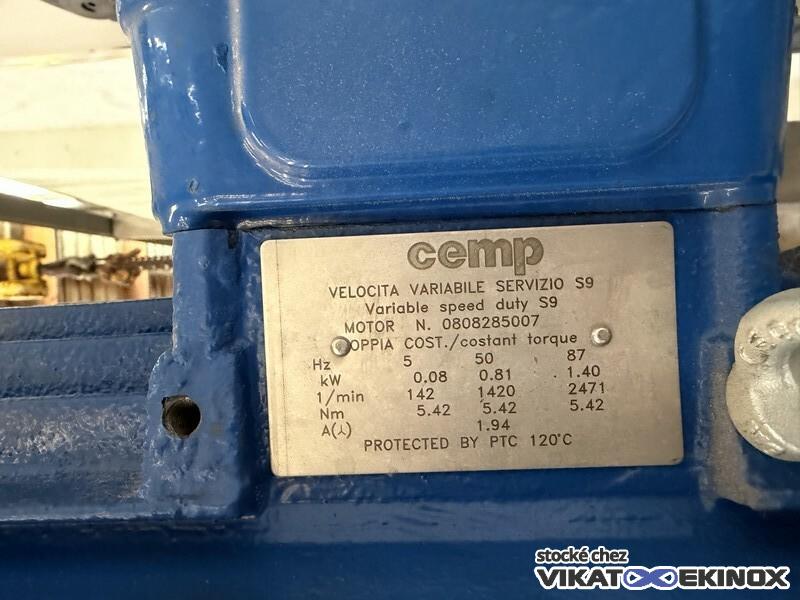 cemp
VELOCITA VARIABILE SERVIZIO S9
Variable speed duty S9
MOTOR N. 0808285007
OPPIA COST./costant torque
Hz 5 50 87
kW 0.08 0.81 1.40
1/min 142 1420 2471
Nm 5.42 5.42 5.42
A(⅄) 1.94
PROTECTED BY PTC 120°C
stocké chez
VIKATOOEKINOX